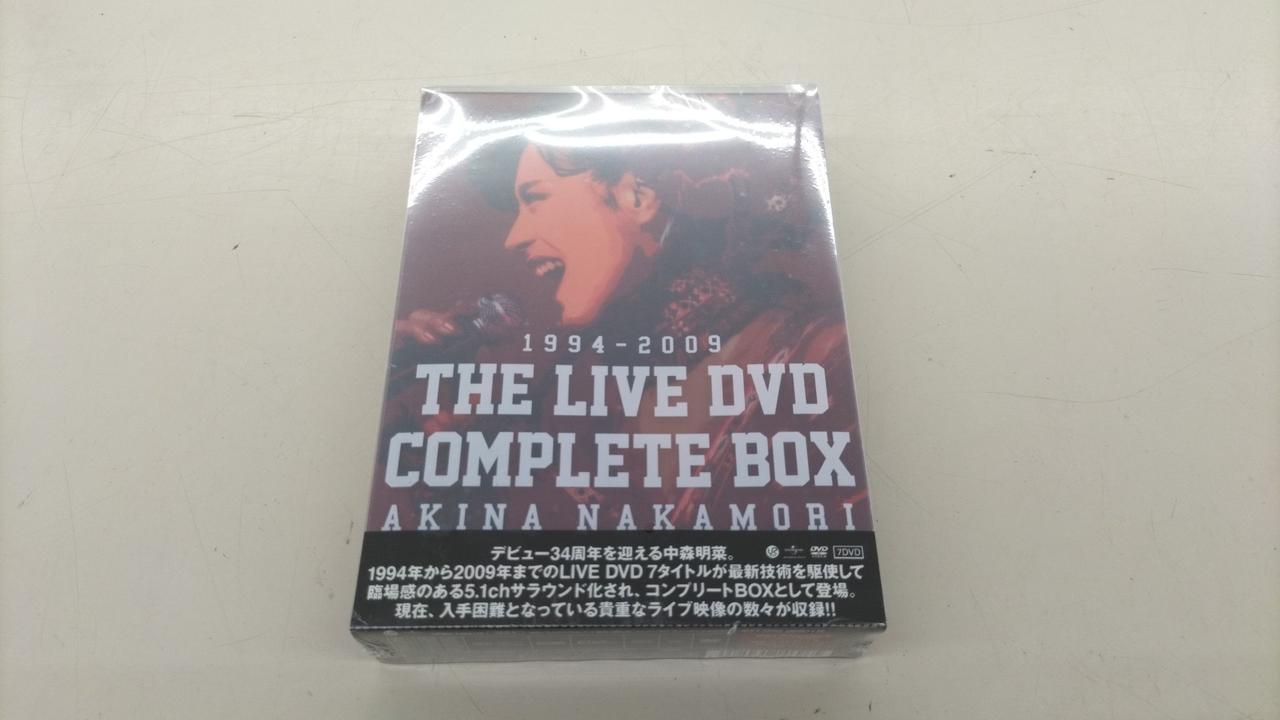 1994-2009
THE LIVE DVD
COMPLETE BOX
AKINA NAKAMORI
デビュー34周年を迎える中森明菜。
DVD
7DVD
1994年から2009年までのLIVE DVD 7タイトルが最新技術を駆使して
臨場感のある5.1chサラウンド化され、コンプリートBOXとして登場。
現在、入手困難となっている貴重なライブ映像の数々が収録!!